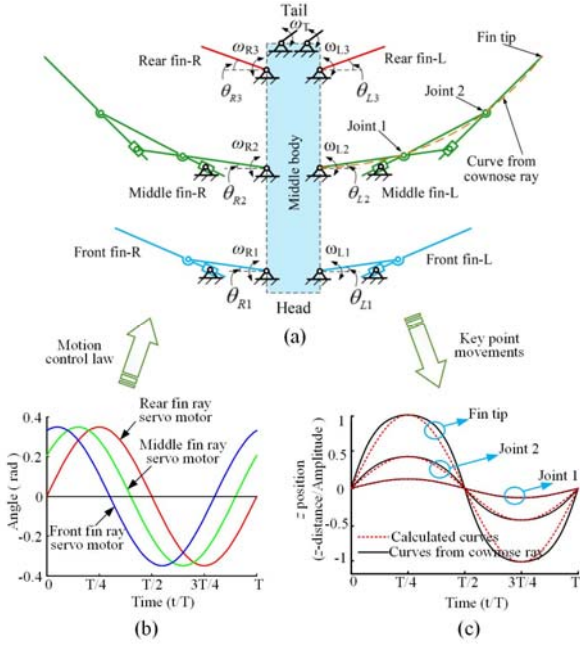 Tail
ωT
ωR3
ωL3
Rear fin-R
Rear fin-L
Fin tip
θR3
θL3
Joint 2
Joint 1
ωR2
ωL2
Middle body
Middle fin-R
θR2
θL2
Middle fin-L
Curve from
cownose ray
Front fin-R
ωR1
ωL1
Front fin-L
θR1
θL1
Head
(a)
Motion
control law
Key point
movements
0.4
0.2
0
-0.2
-0.4
Angle ( rad )
Rear fin ray
servo motor
Middle fin ray
servo motor
Front fin ray
servo motor
0
T/4
T/2
3T/4
T
Time (t/T)
(b)
1
0.5
0
-0.5
-1
z position
(z-distance/Amplitude)
Fin tip
Joint 2
Joint 1
Calculated curves
Curves from cownose ray
0
T/4
T/2
3T/4
T
Time (t/T)
(c)